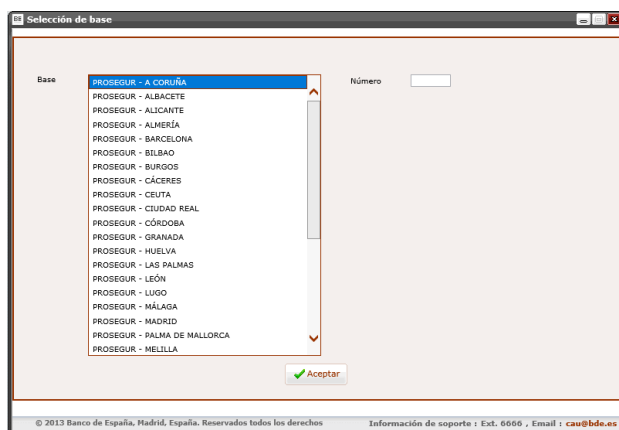 BE Selección de base
Base
Número
PROSEGUR - A CORUÑA
PROSEGUR - ALBACETE
PROSEGUR - ALICANTE
PROSEGUR - ALMERÍA
PROSEGUR - BARCELONA
PROSEGUR - BILBAO
PROSEGUR - BURGOS
PROSEGUR - CÁCERES
PROSEGUR - CEUTA
PROSEGUR - CIUDAD REAL
PROSEGUR - CÓRDOBA
PROSEGUR - GRANADA
PROSEGUR - HUELVA
PROSEGUR - LAS PALMAS
PROSEGUR - LEÓN
PROSEGUR - LUGO
PROSEGUR - MÁLAGA
PROSEGUR - MADRID
PROSEGUR - PALMA DE MALLORCA
PROSEGUR - MELILLA
Aceptar
© 2013 Banco de España, Madrid, España. Reservados todos los derechos
Información de soporte : Ext. 6666 , Email : cau@bde.es